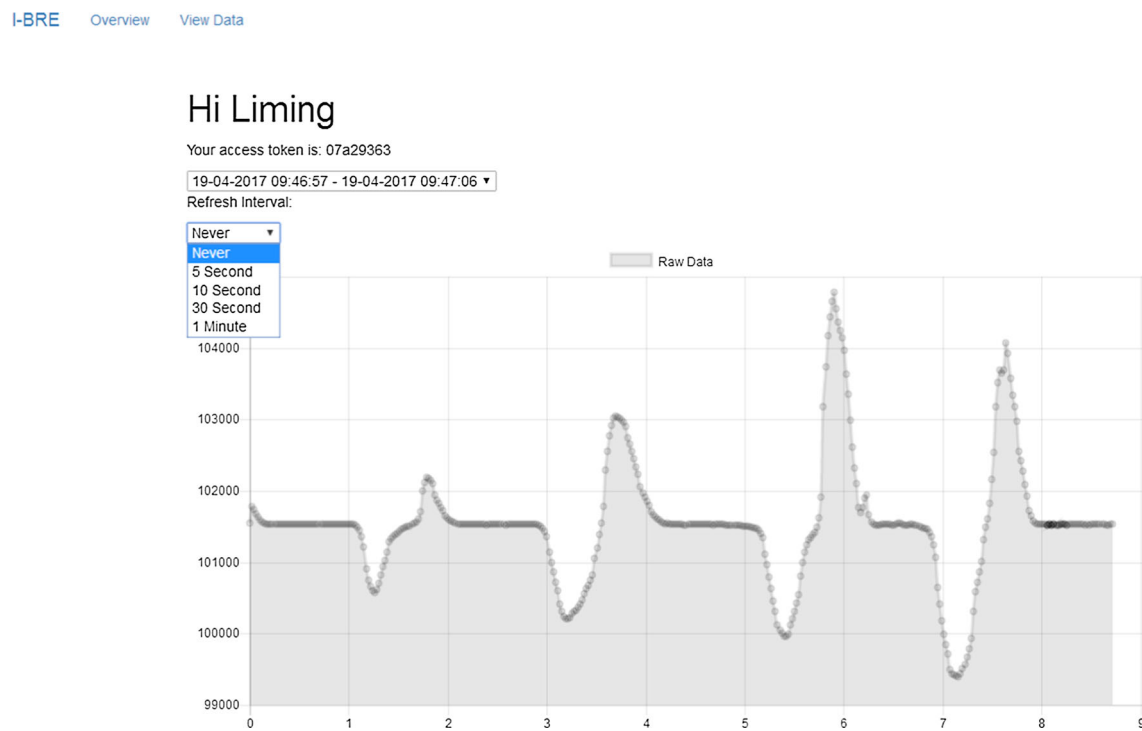 I-BRE Overview View Data
Hi Liming
Your access token is: 07a29363
19-04-2017 09:46:57 - 19-04-2017 09:47:06
Refresh Interval:
Never
Never
5 Second
10 Second
30 Second
1 Minute
Raw Data
104000
103000
102000
101000
100000
99000
0 1 2 3 4 5 6 7 8 9